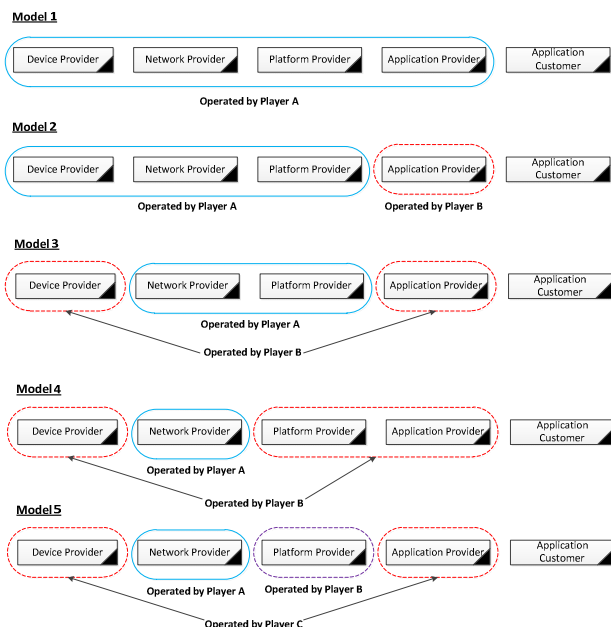 Model 1
Device Provider Network Provider Platform Provider Application Provider Application
Customer
Operated by Player A
Model 2
Device Provider Network Provider Platform Provider Application Provider Application
Customer
Operated by Player A Operated by Player B
Model 3
Device Provider Network Provider Platform Provider Application Provider Application
Customer
Operated by Player A
Operated by Player B
Model 4
Device Provider Network Provider Platform Provider Application Provider Application
Customer
Operated by Player A
Operated by Player B
Model 5
Device Provider Network Provider Platform Provider Application Provider Application
Customer
Operated by Player A Operated by Player B
Operated by Player C